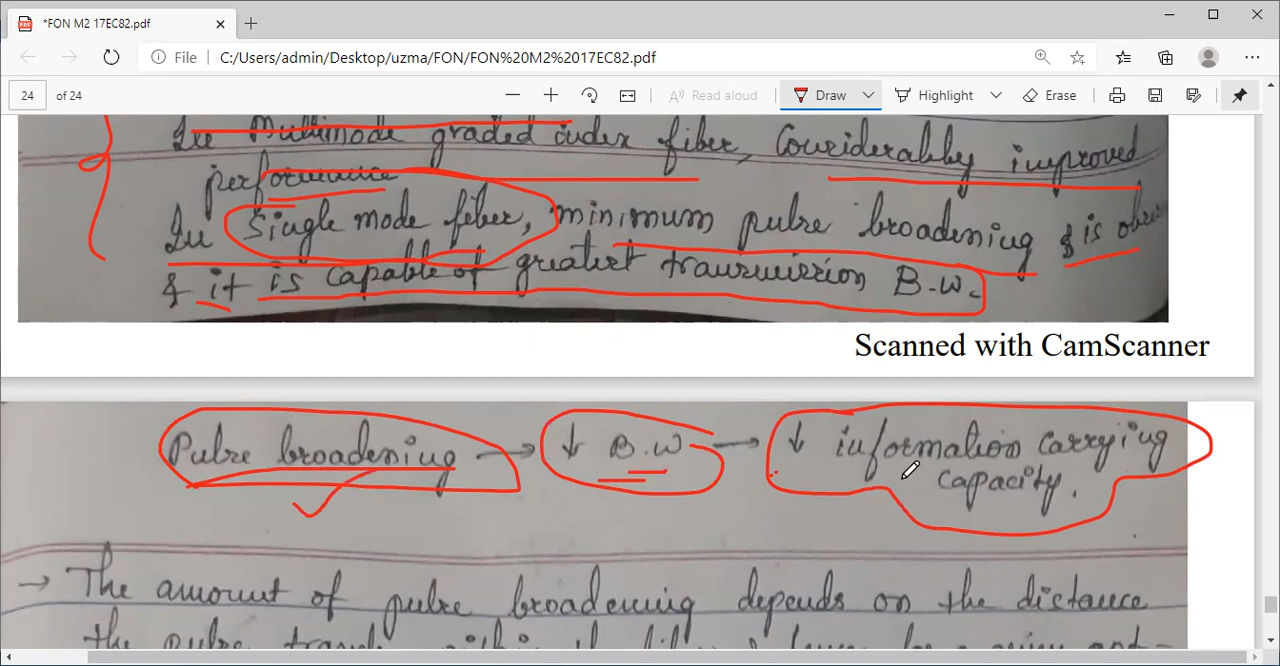 *FON M2 17EC82.pdf
File C:/Users/admin/Desktop/uzma/FON/FON%20M2%2017EC82.pdf
24 of 24 Read aloud Draw Highlight Erase
In Multimode graded index fiber, Considerably improved
performance
In Single mode fiber, minimum pulse broadening & is
& it is capable of greatest transmission B.W.
Scanned with CamScanner
Pulse broadening → ↓ B.W → ↓ information carrying
capacity.
→ The amount of pulse broadening depends on the distance
the pulse